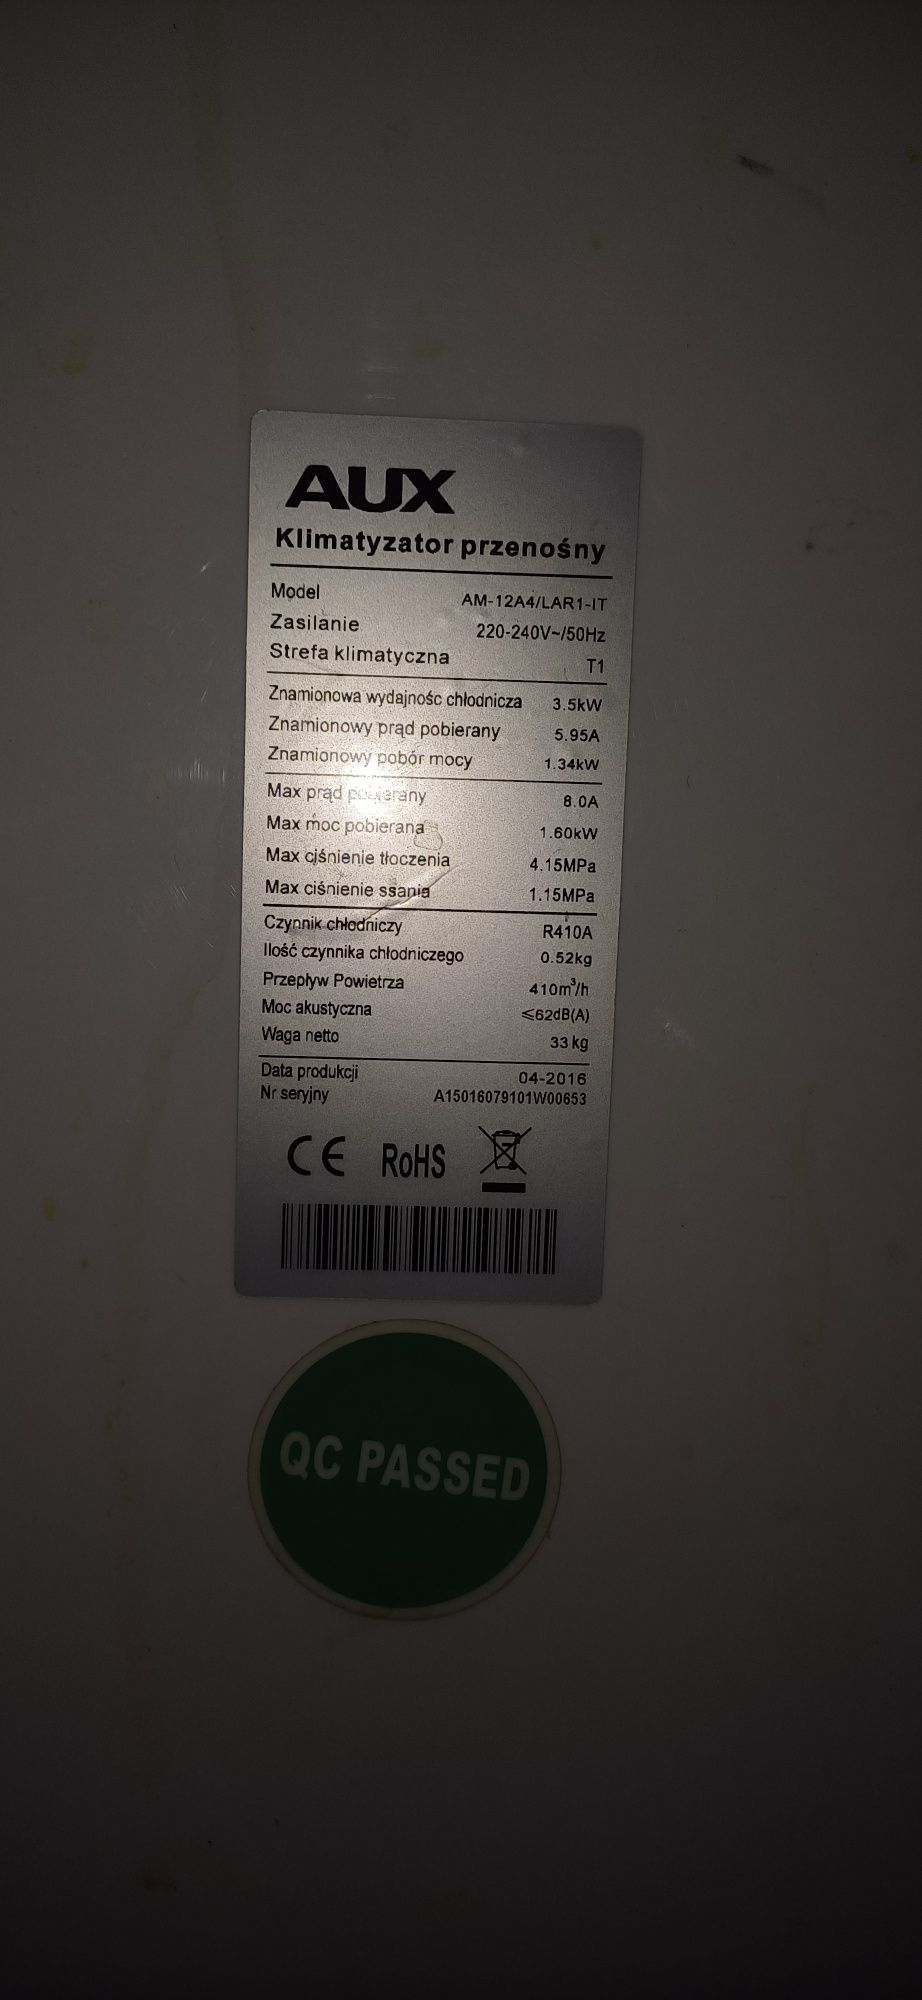 AUX
Klimatyzator przenośny
Model AM-12A4/LAR1-IT
Zasilanie 220-240V~/50Hz
Strefa klimatyczna T1
Znamionowa wydajnośc chłodnicza 3.5kW
Znamionowy prąd pobierany 5.95A
Znamionowy pobór mocy 1.34kW
Max prąd pobierany 8.0A
Max moc pobierana 1.60kW
Max ciśnienie tłoczenia 4.15MPa
Max ciśnienie ssania 1.15MPa
Czynnik chłodniczy R410A
Ilość czynnika chłodniczego 0.52kg
Przepływ Powietrza 410m³/h
Moc akustyczna ≤62dB(A)
Waga netto 33kg
Data produkcji 04-2016
Nr seryjny A15016079101W00653
CE RoHS
QC PASSED